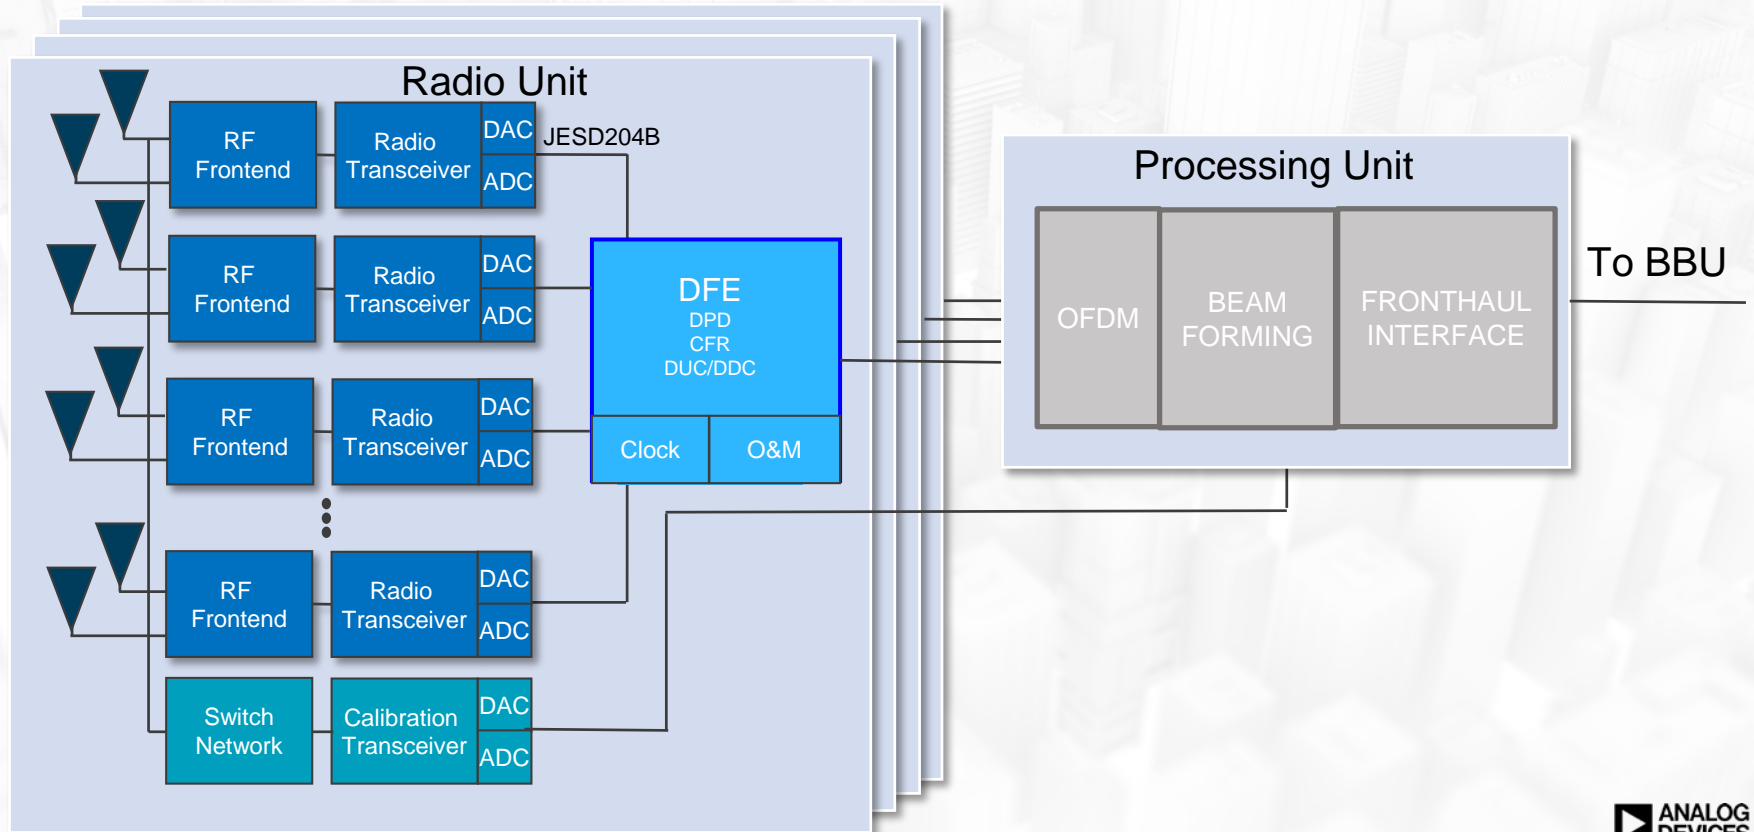 Radio Unit
RF
Frontend
Radio
Transceiver
DAC
ADC
JESD204B
RF
Frontend
Radio
Transceiver
DAC
ADC
RF
Frontend
Radio
Transceiver
DAC
ADC
RF
Frontend
Radio
Transceiver
DAC
ADC
Switch
Network
Calibration
Transceiver
DAC
ADC
DFE
DPD
CFR
DUC/DDC
Clock
O&M
Processing Unit
OFDM
BEAM
FORMING
FRONTHAUL
INTERFACE
To BBU
ANALOG
DEVICES